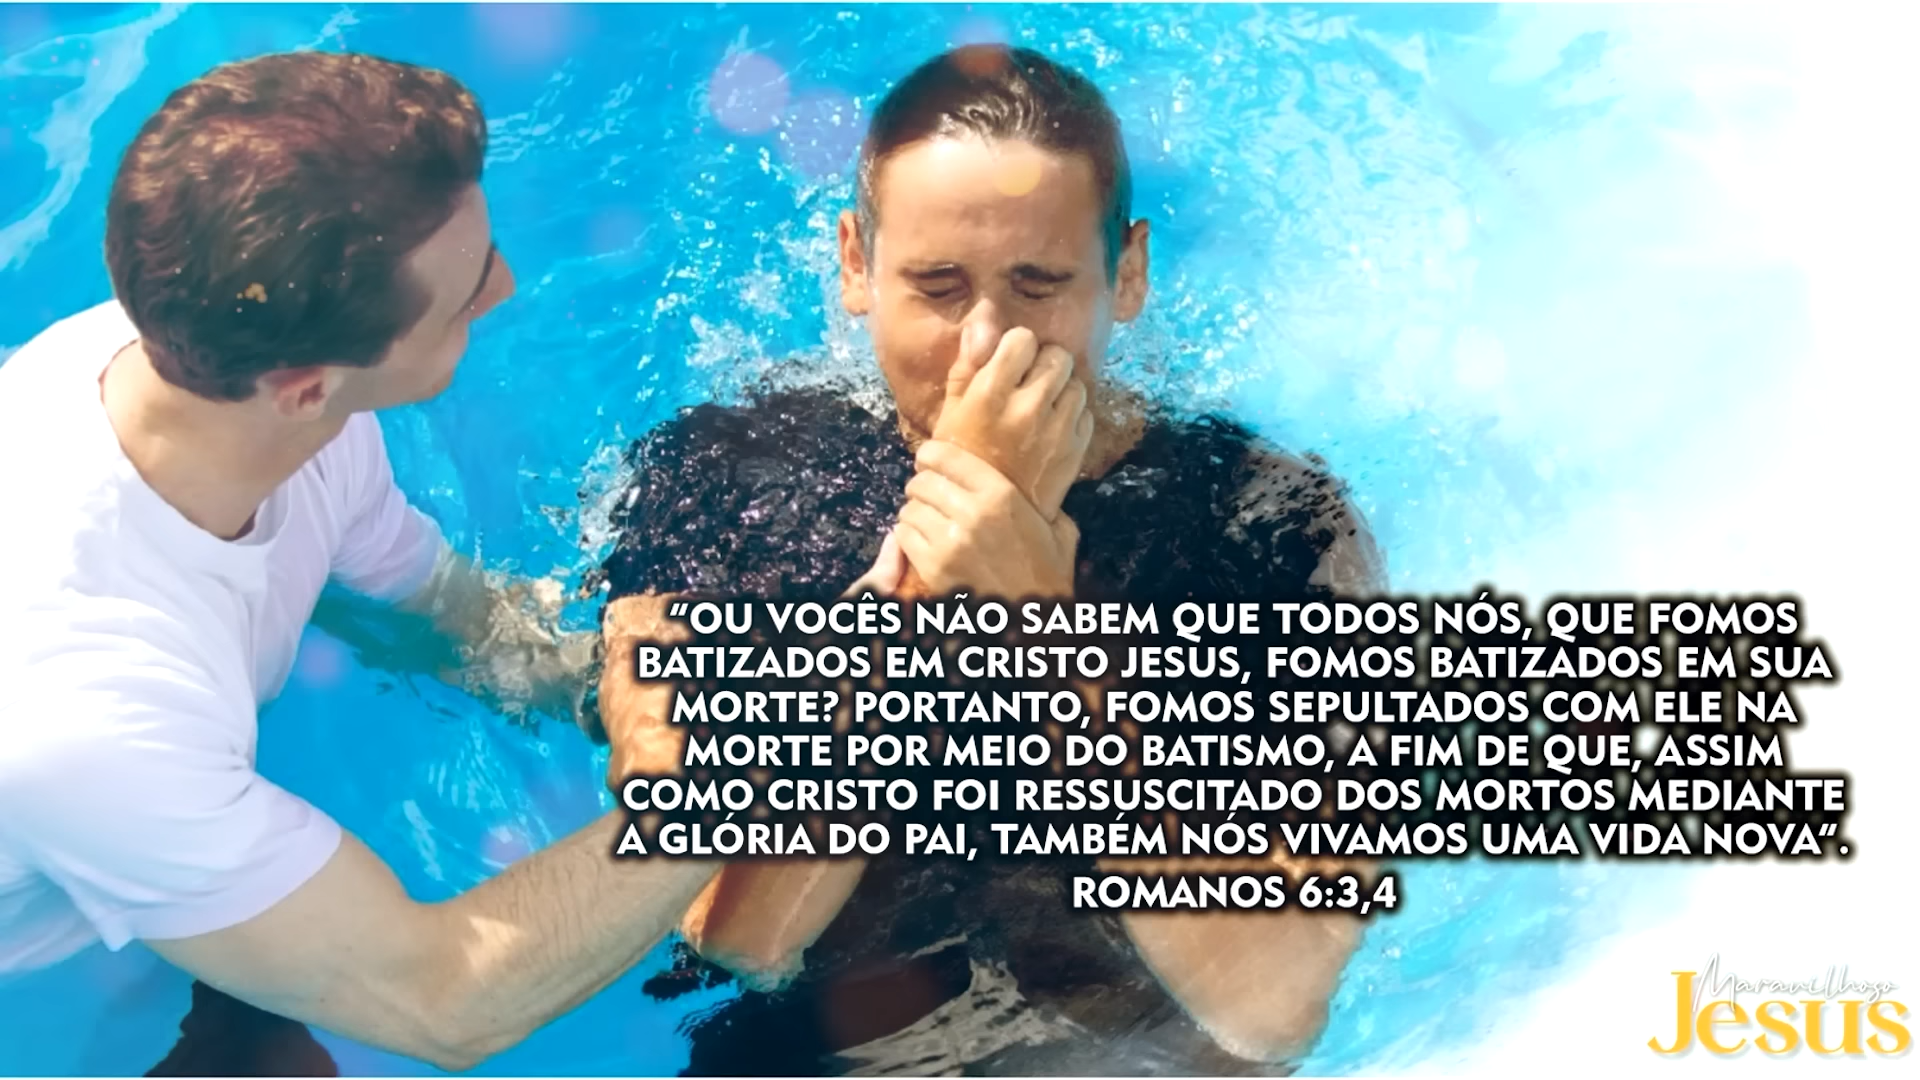 “OU VOCÊS NÃO SABEM QUE TODOS NÓS, QUE FOMOS
BATIZADOS EM CRISTO JESUS, FOMOS BATIZADOS EM SUA
MORTE? PORTANTO, FOMOS SEPULTADOS COM ELE NA
MORTE POR MEIO DO BATISMO, A FIM DE QUE, ASSIM
COMO CRISTO FOI RESSUSCITADO DOS MORTOS MEDIANTE
A GLÓRIA DO PAI, TAMBÉM NÓS VIVAMOS UMA VIDA NOVA”.
ROMANOS 6:3,4
Maravilhoso
Jesus